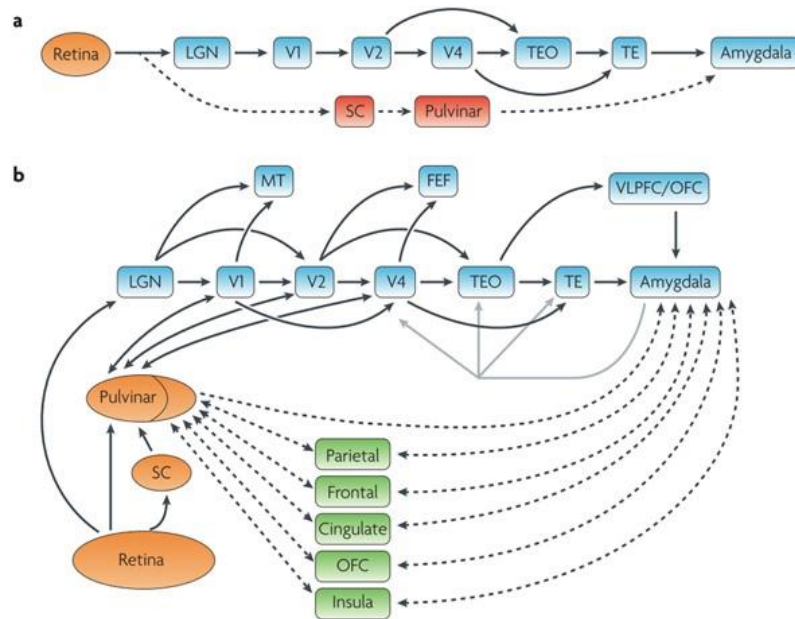 a
Retina LGN V1 V2 V4 TEO TE Amygdala
SC Pulvinar
b
MT FEF VLPFC/OFC
LGN V1 V2 V4 TEO TE Amygdala
Pulvinar
Parietal
SC
Frontal
Cingulate
Retina
OFC
Insula